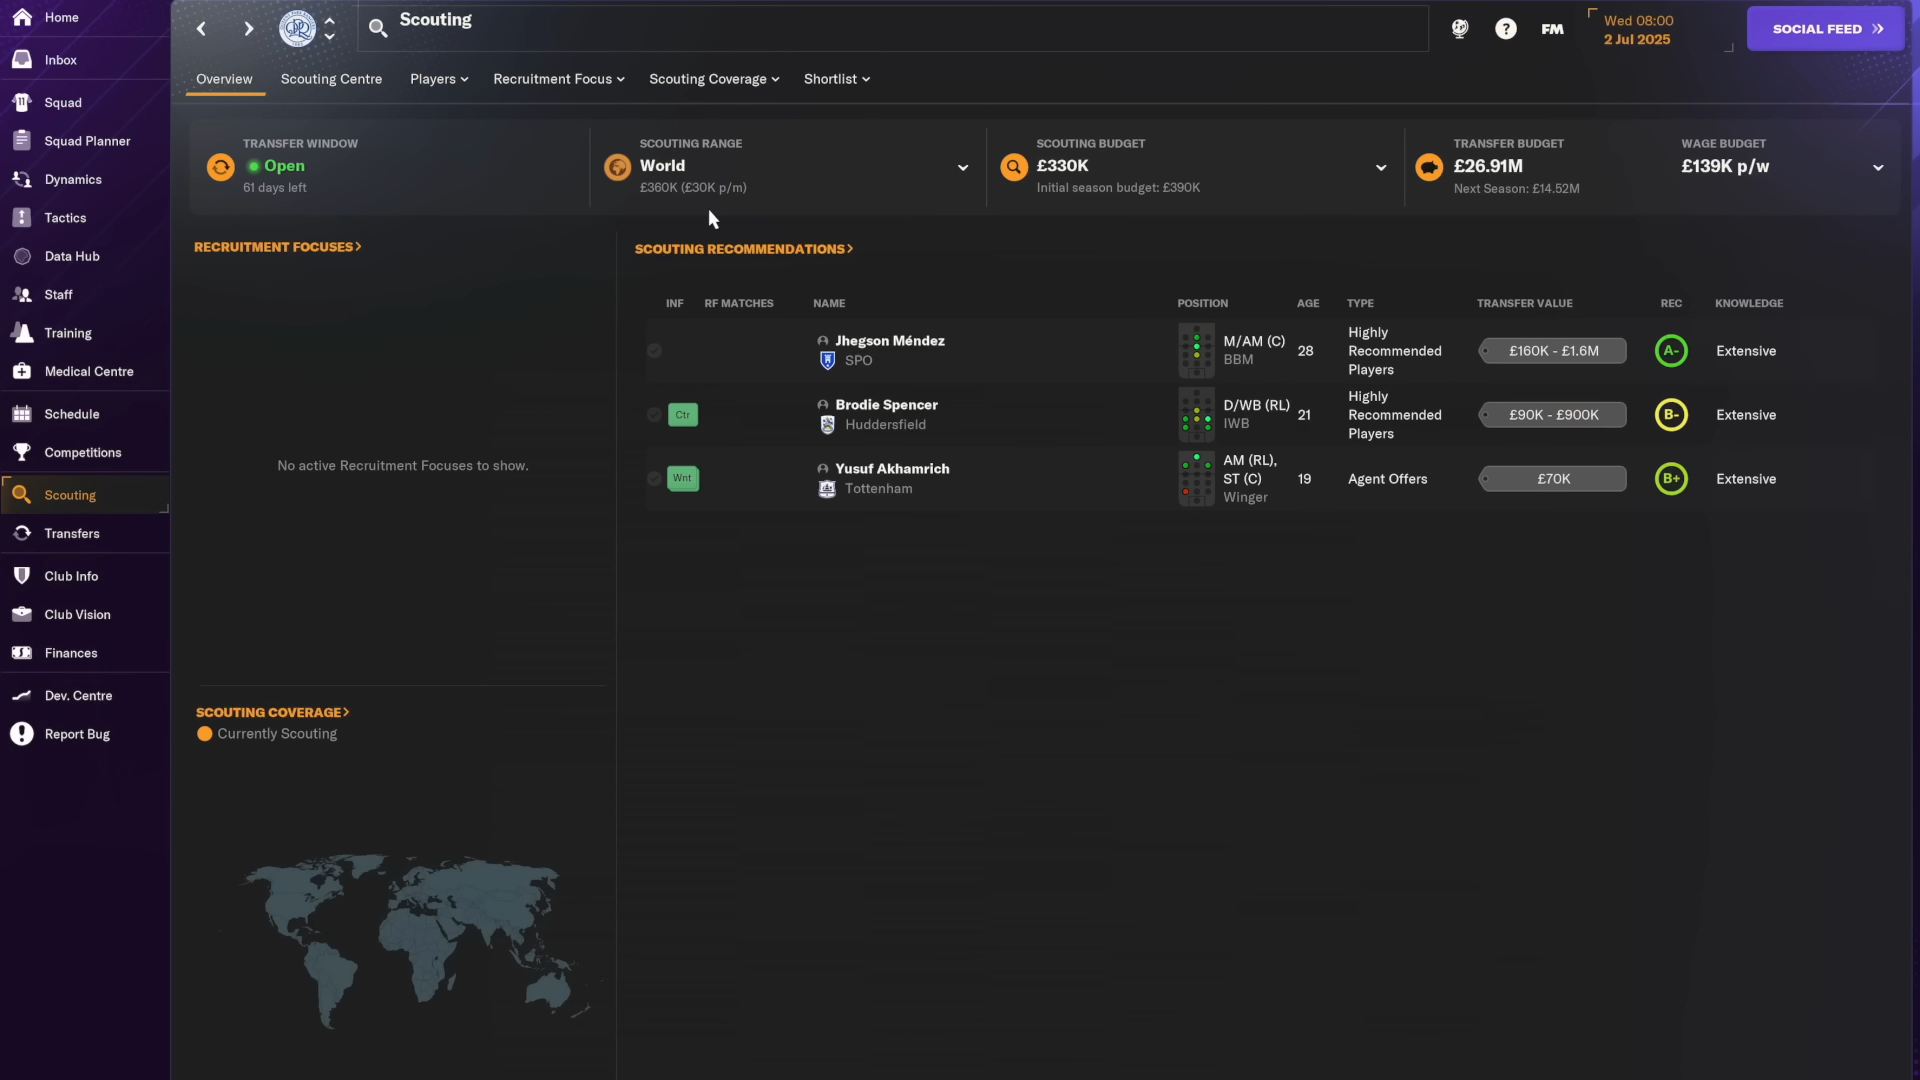 Home
Inbox
Squad
Squad Planner
Dynamics
Tactics
Data Hub
Staff
Training
Medical Centre
Schedule
Competitions
Scouting
Transfers
Club Info
Club Vision
Finances
Dev. Centre
Report Bug
Scouting
FM
Wed 08:00
2 Jul 2025
SOCIAL FEED
Overview
Scouting Centre
Players
Recruitment Focus
Scouting Coverage
Shortlist
TRANSFER WINDOW
Open
61 days left
SCOUTING RANGE
World
£360K (£30K p/m)
SCOUTING BUDGET
£330K
Initial season budget: £390K
TRANSFER BUDGET
£26.91M
Next Season: £14.52M
WAGE BUDGET
£139K p/w
RECRUITMENT FOCUSES
No active Recruitment Focuses to show.
SCOUTING COVERAGE
Currently Scouting
SCOUTING RECOMMENDATIONS
INF RF MATCHES NAME POSITION AGE TYPE TRANSFER VALUE REC KNOWLEDGE
Jhegson Méndez
SPO
M/AM (C)
BBM
28
Highly
Recommended
Players
£160K - £1.6M
A-
Extensive
Ctr
Brodie Spencer
Huddersfield
D/WB (RL)
IWB
21
Highly
Recommended
Players
£90K - £900K
B-
Extensive
Wnt
Yusuf Akhamrich
Tottenham
AM (RL),
ST (C)
Winger
19
Agent Offers
£70K
B+
Extensive